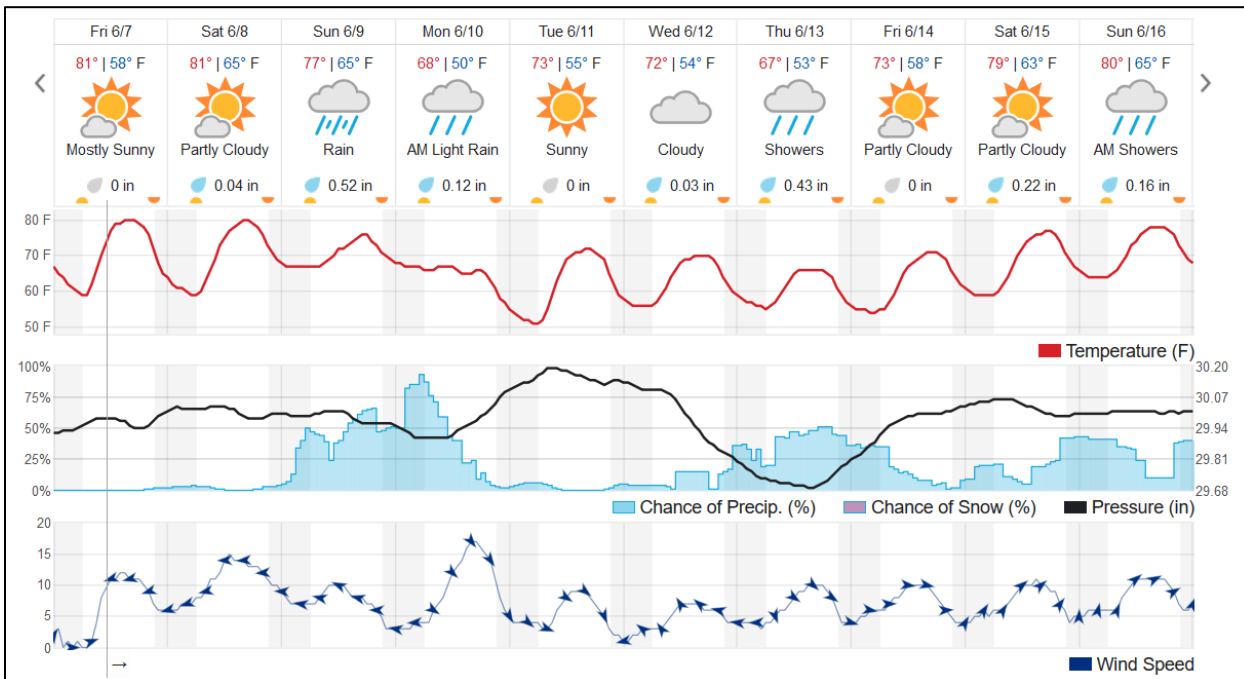 Fri 6/7 Sat 6/8 Sun 6/9 Mon 6/10 Tue 6/11 Wed 6/12 Thu 6/13 Fri 6/14 Sat 6/15 Sun 6/16
81° | 58° F 81° | 65° F 77° | 65° F 68° | 50° F 73° | 55° F 72° | 54° F 67° | 53° F 73° | 58° F 79° | 63° F 80° | 65° F
Mostly Sunny Partly Cloudy Rain AM Light Rain Sunny Cloudy Showers Partly Cloudy Partly Cloudy AM Showers
0 in 0.04 in 0.52 in 0.12 in 0 in 0.03 in 0.43 in 0 in 0.22 in 0.16 in
80 F
70 F
60 F
50 F
Temperature (F)
100% 30.20
75% 30.07
50% 29.94
25% 29.81
0% 29.68
Chance of Precip. (%) Chance of Snow (%) Pressure (in)
20
15
10
5
0
→
Wind Speed